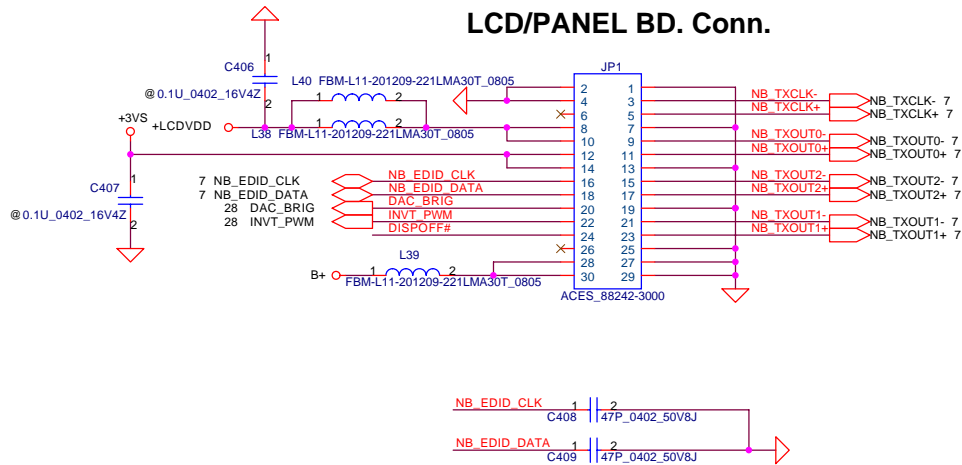 LCD/PANEL BD. Conn.
1
C406
@0.1U_0402_16V4Z
2
L40 FBM-L11-201209-221LMA30T_0805
1 2
+3VS
+LCDVDD
1 2
L38 FBM-L11-201209-221LMA30T_0805
1
C407
@0.1U_0402_16V4Z
2
JP1
2 1
4 3
6 5
8 7
10 9
12 11
14 13
16 15
18 17
20 19
22 21
24 23
26 25
28 27
30 29
ACES_88242-3000
NB_TXCLK- NB_TXCLK- 7
NB_TXCLK+ NB_TXCLK+ 7
NB_TXOUT0- NB_TXOUT0- 7
NB_TXOUT0+ NB_TXOUT0+ 7
NB_TXOUT2- NB_TXOUT2- 7
NB_TXOUT2+ NB_TXOUT2+ 7
NB_TXOUT1- NB_TXOUT1- 7
NB_TXOUT1+ NB_TXOUT1+ 7
7 NB_EDID_CLK NB_EDID_CLK
7 NB_EDID_DATA NB_EDID_DATA
28 DAC_BRIG DAC_BRIG
28 INVT_PWM INVT_PWM
DISPOFF#
L39
B+ 1 2
FBM-L11-201209-221LMA30T_0805
NB_EDID_CLK 1 2
C408 47P_0402_50V8J
NB_EDID_DATA 1 2
C409 47P_0402_50V8J